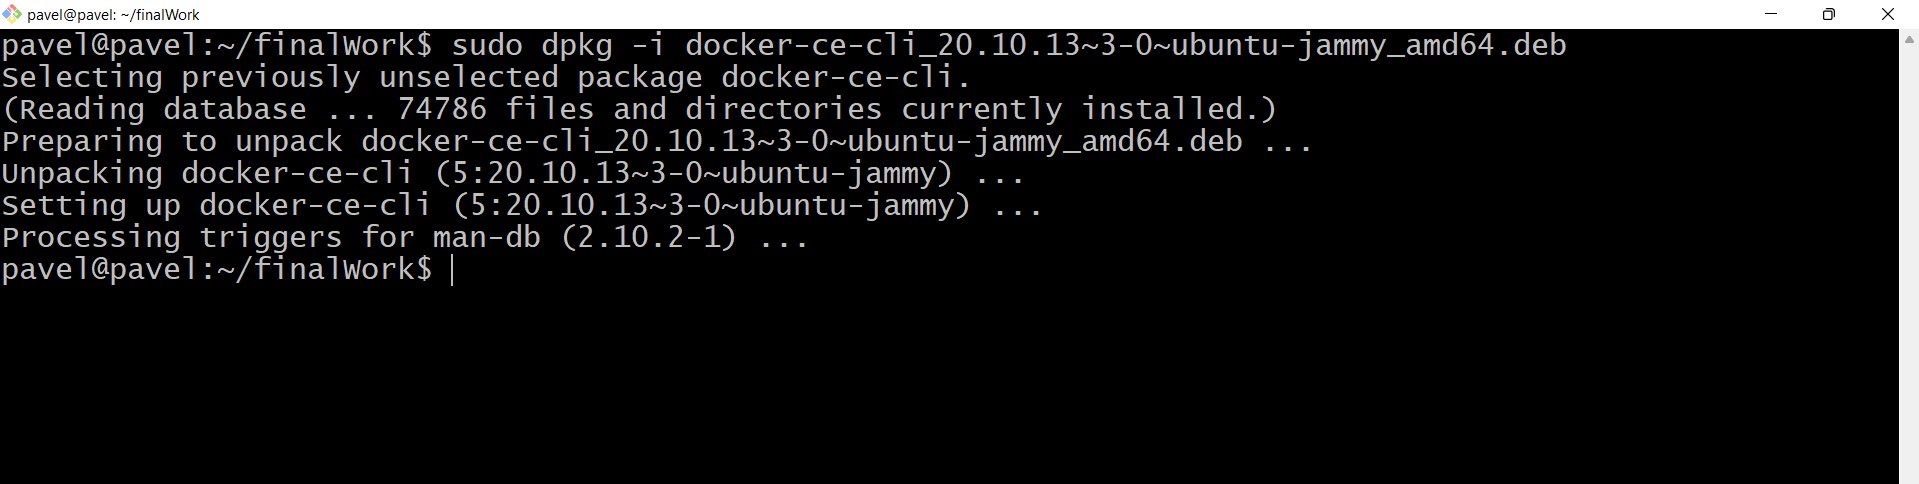 pavel@pavel: ~/finalWork
pavel@pavel:~/finalWork$ sudo dpkg -i docker-ce-cli_20.10.13~3-0~ubuntu-jammy_amd64.deb
Selecting previously unselected package docker-ce-cli.
(Reading database ... 74786 files and directories currently installed.)
Preparing to unpack docker-ce-cli_20.10.13~3-0~ubuntu-jammy_amd64.deb ...
Unpacking docker-ce-cli (5:20.10.13~3-0~ubuntu-jammy) ...
Setting up docker-ce-cli (5:20.10.13~3-0~ubuntu-jammy) ...
Processing triggers for man-db (2.10.2-1) ...
pavel@pavel:~/finalWork$